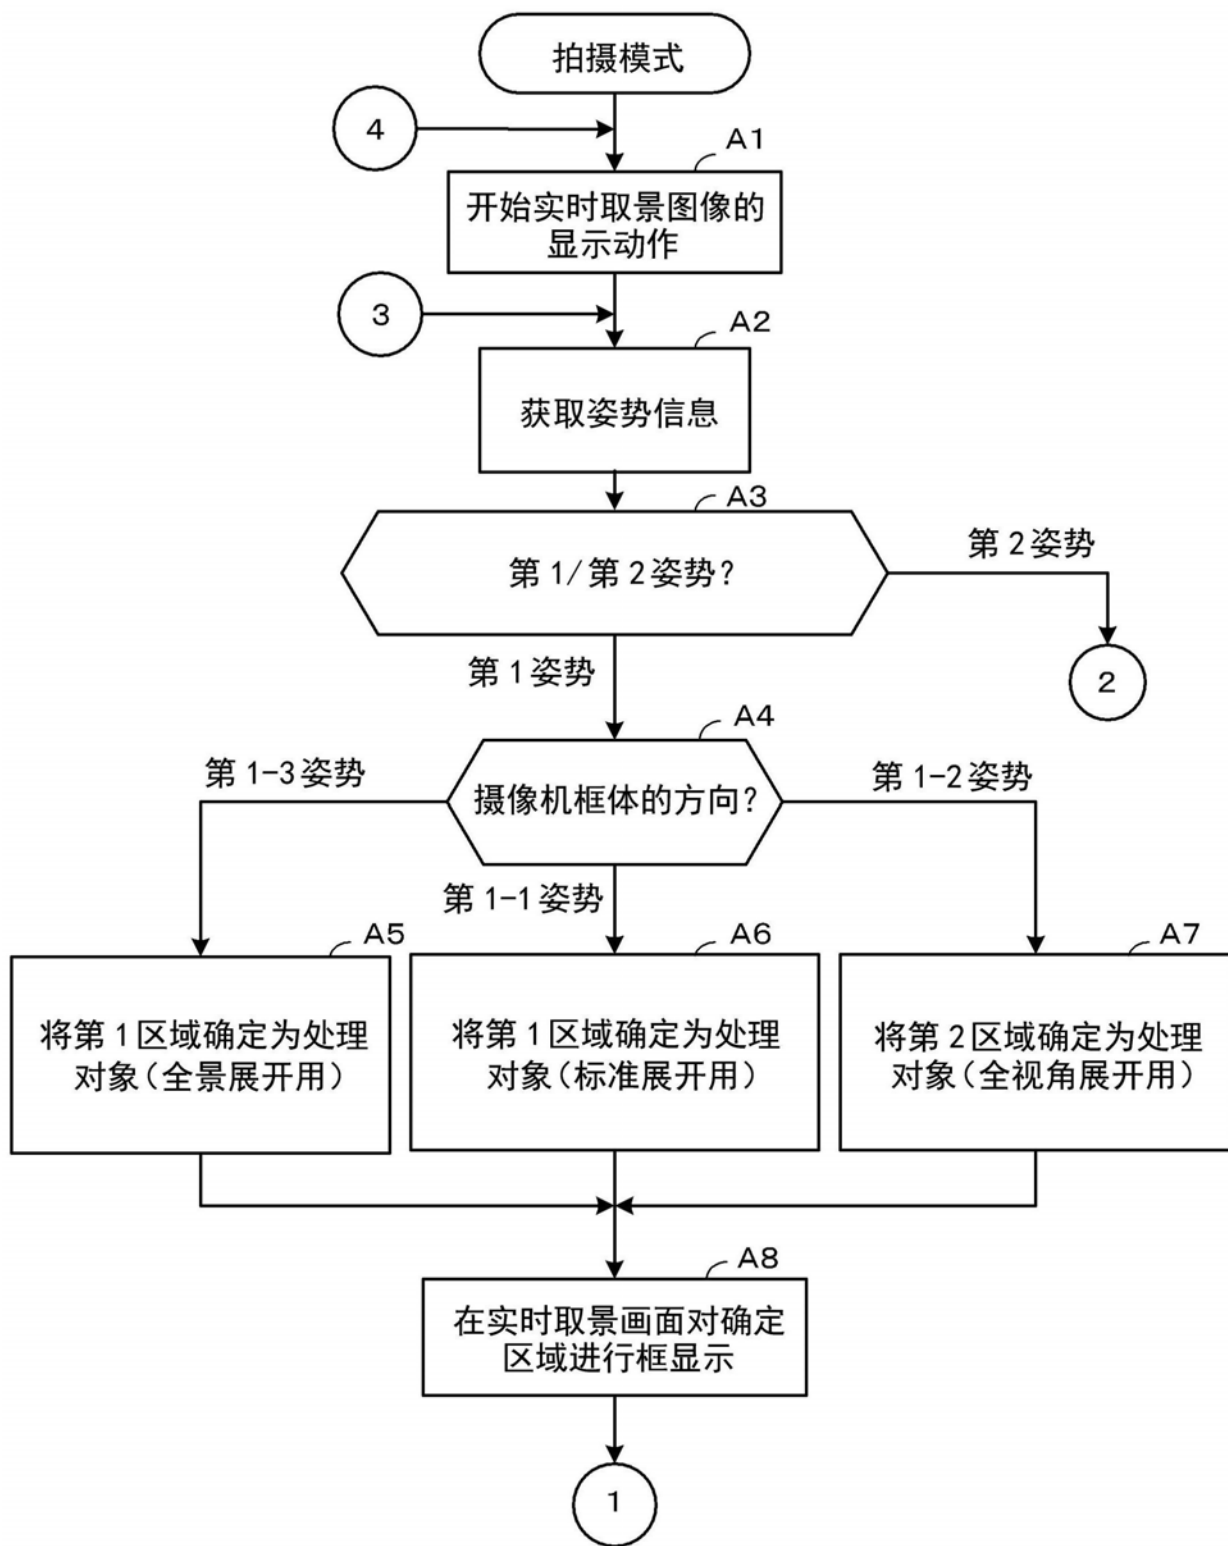 拍摄模式
4
A1
开始实时取景图像的
显示动作
3
A2
获取姿势信息
A3
第1/第2姿势?
第2姿势
2
第1姿势
A4
摄像机框体的方向?
第1-3姿势
第1-2姿势
第1-1姿势
A5
将第1区域确定为处理
对象(全景展开用)
A6
将第1区域确定为处理
对象(标准展开用)
A7
将第2区域确定为处理
对象(全视角展开用)
A8
在实时取景画面对确定
区域进行框显示
1